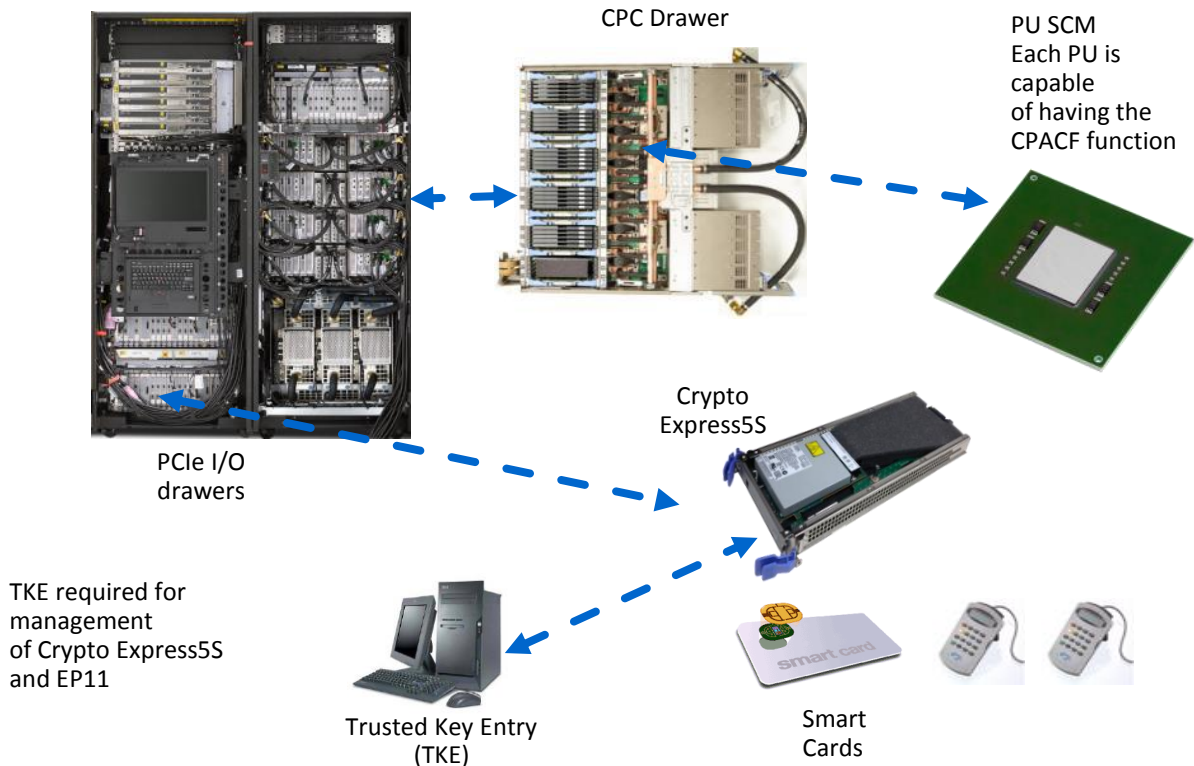 CPC Drawer
PU SCM
Each PU is
capable
of having the
CPACF function
Crypto
Express5S
PCIe I/O
drawers
TKE required for
management
of Crypto Express5S
and EP11
smart card
Trusted Key Entry
(TKE)
Smart
Cards